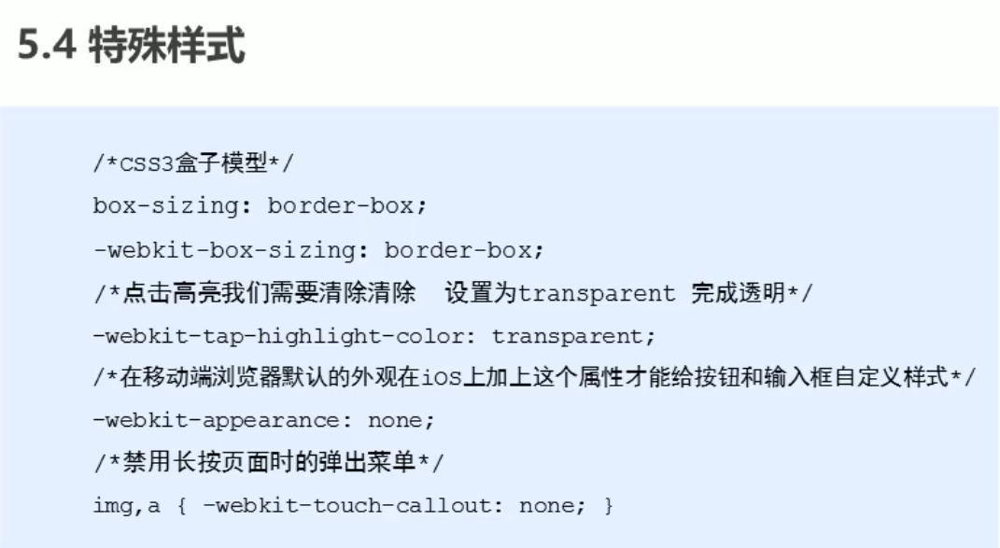 5.4 特殊样式
/*CSS3盒子模型*/
box-sizing: border-box;
-webkit-box-sizing: border-box;
/*点击高亮我们需要清除清除  设置为transparent 完成透明*/
-webkit-tap-highlight-color: transparent;
/*在移动端浏览器默认的外观在iOS上加上这个属性才能给按钮和输入框自定义样式*/
-webkit-appearance: none;
/*禁用长按页面时的弹出菜单*/
img,a { -webkit-touch-callout: none; }